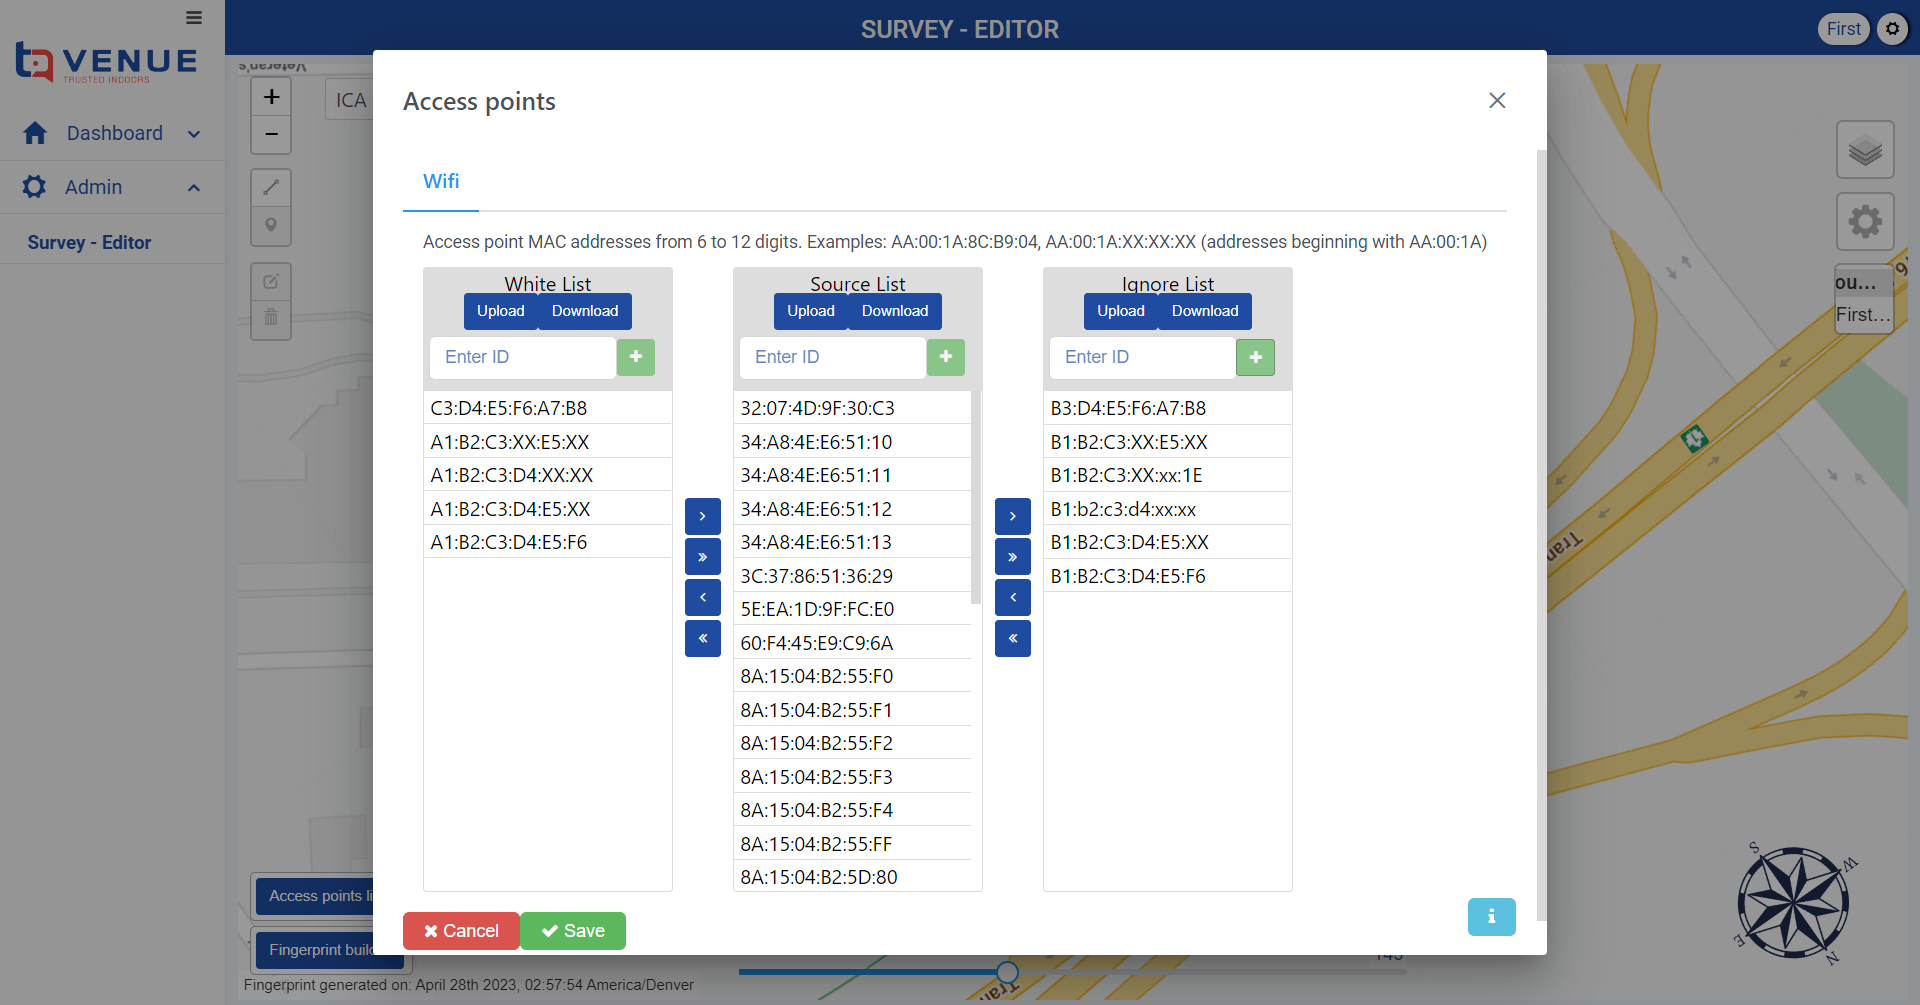 SURVEY - EDITOR
First
VENUE
TRUSTED INDOORS
Dashboard
Admin
Survey - Editor
Veteran's
+
−
ICA
Access points
Wifi
Access point MAC addresses from 6 to 12 digits. Examples: AA:00:1A:8C:B9:04, AA:00:1A:XX:XX:XX (addresses beginning with AA:00:1A)
White List
Upload Download
Enter ID
C3:D4:E5:F6:A7:B8
A1:B2:C3:XX:E5:XX
A1:B2:C3:D4:XX:XX
A1:B2:C3:D4:E5:XX
A1:B2:C3:D4:E5:F6
Source List
Upload Download
Enter ID
32:07:4D:9F:30:C3
34:A8:4E:E6:51:10
34:A8:4E:E6:51:11
34:A8:4E:E6:51:12
34:A8:4E:E6:51:13
3C:37:86:51:36:29
5E:EA:1D:9F:FC:E0
60:F4:45:E9:C9:6A
8A:15:04:B2:55:F0
8A:15:04:B2:55:F1
8A:15:04:B2:55:F2
8A:15:04:B2:55:F3
8A:15:04:B2:55:F4
8A:15:04:B2:55:FF
8A:15:04:B2:5D:80
Ignore List
Upload Download
Enter ID
B3:D4:E5:F6:A7:B8
B1:B2:C3:XX:E5:XX
B1:B2:C3:XX:xx:1E
B1:b2:c3:d4:xx:xx
B1:B2:C3:D4:E5:XX
B1:B2:C3:D4:E5:F6
Cancel
Save
ou...
First...
Tran
Access points li
Fingerprint build
Fingerprint generated on: April 28th 2023, 02:57:54 America/Denver
Tran
S
W
E
N